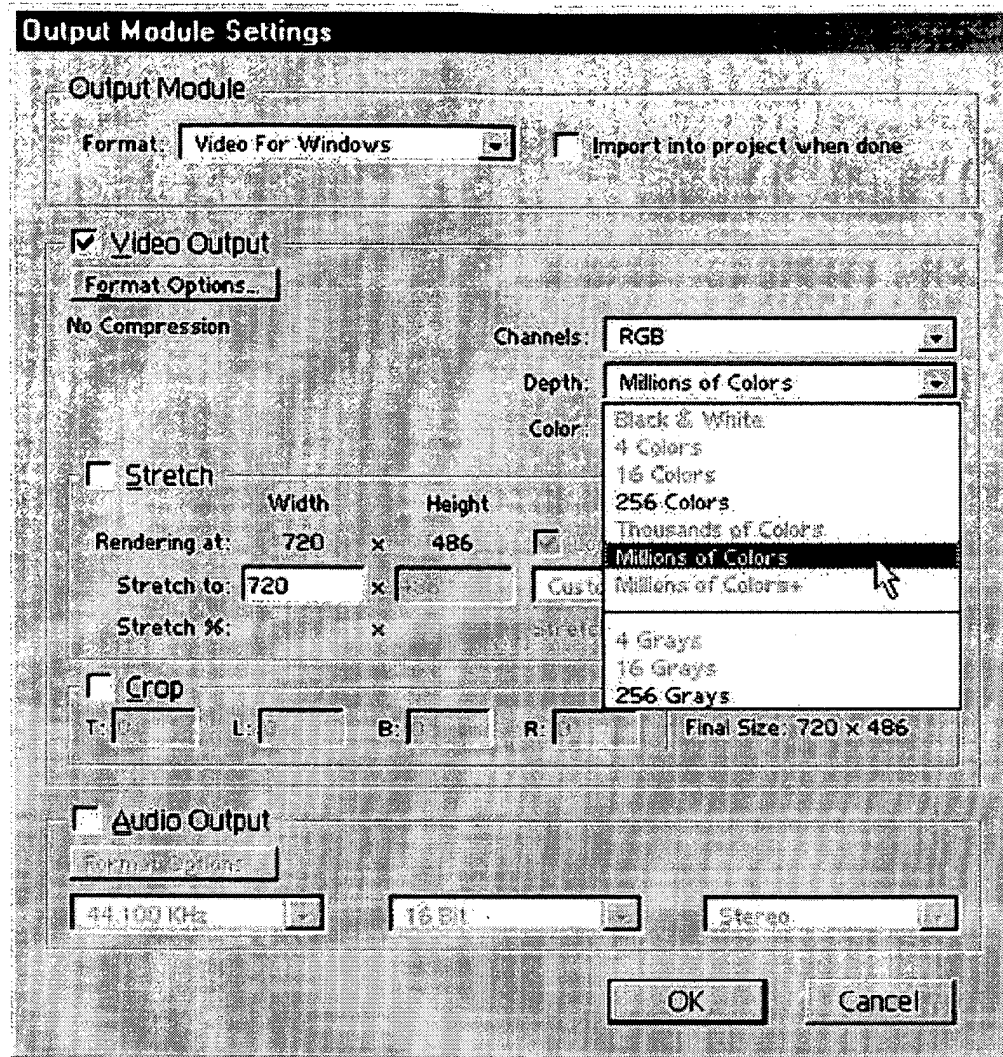 Output Module Settings
Output Module
Format: Video For Windows
Import into project when done
Video Output
Format Options...
No Compression
Channels: RGB
Depth: Millions of Colors
Color:
Black & White
4 Colors
16 Colors
256 Colors
Thousands of Colors
Millions of Colors
Millions of Colors+
4 Grays
16 Grays
256 Grays
Stretch
Width Height
Rendering at: 720 x 486
Stretch to: 720 x
Stretch %: x
Crop
T: L: B: R: Final Size: 720 x 486
Audio Output
Format Options...
44.100 KHz 16 Bit Stereo
OK Cancel